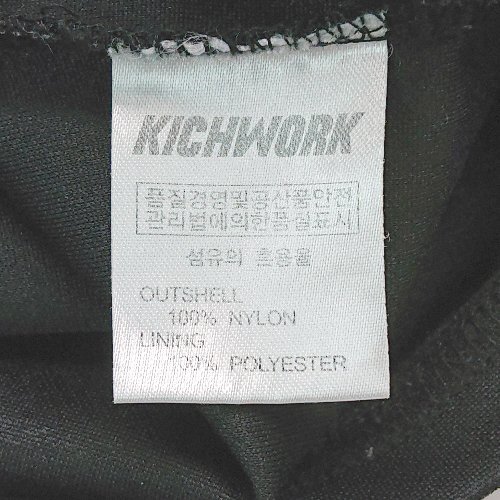 KICHWORK
품질경영및공산품안전
관리법에의한품질표시
섬유의 혼용율
OUTSHELL
100% NYLON
LINING
100% POLYESTER